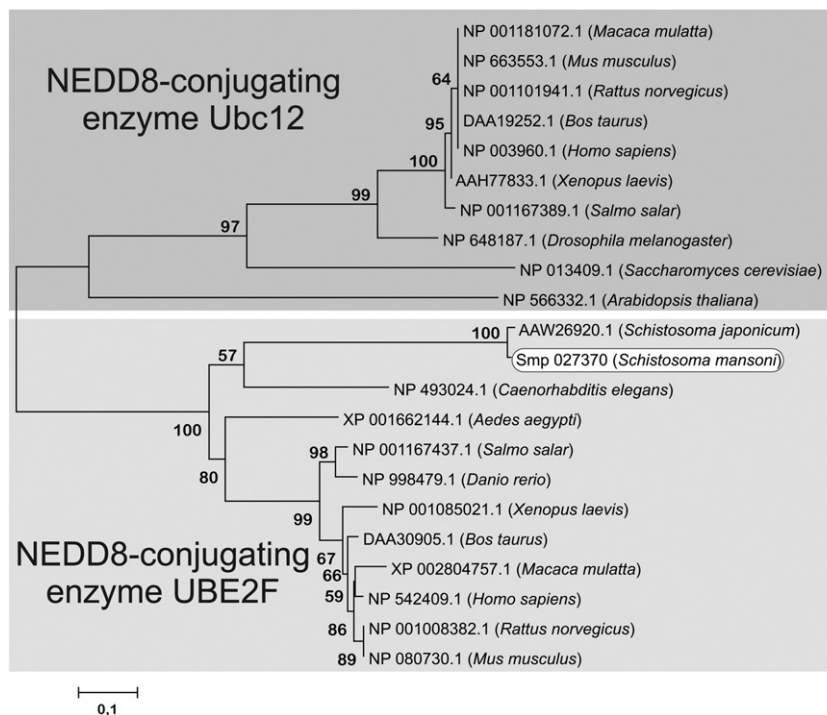 NEDD8-conjugating
enzyme Ubc12
NP 001181072.1 (Macaca mulatta)
NP 663553.1 (Mus musculus)
64
NP 001101941.1 (Rattus norvegicus)
DAA19252.1 (Bos taurus)
95
NP 003960.1 (Homo sapiens)
100
AAH77833.1 (Xenopus laevis)
99
NP 001167389.1 (Salmo salar)
97
NP 648187.1 (Drosophila melanogaster)
NP 013409.1 (Saccharomyces cerevisiae)
NP 566332.1 (Arabidopsis thaliana)
100
AAW26920.1 (Schistosoma japonicum)
57
Smp 027370 (Schistosoma mansoni)
NP 493024.1 (Caenorhabditis elegans)
XP 001662144.1 (Aedes aegypti)
100
98
NP 001167437.1 (Salmo salar)
80
NP 998479.1 (Danio rerio)
NP 001085021.1 (Xenopus laevis)
99
DAA30905.1 (Bos taurus)
67
NEDD8-conjugating
enzyme UBE2F
66
XP 002804757.1 (Macaca mulatta)
59
NP 542409.1 (Homo sapiens)
86
NP 001008382.1 (Rattus norvegicus)
89
NP 080730.1 (Mus musculus)
0,1